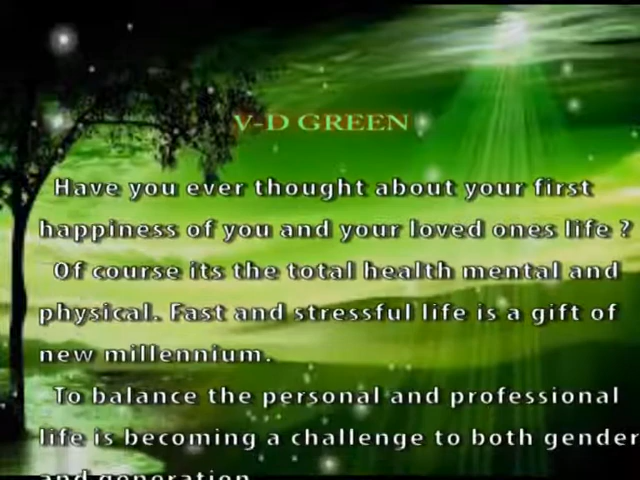 V-D GREEN
Have you ever thought about your first
happiness of you and your loved ones life ?
Of course its the total health mental and
physical. Fast and stressful life is a gift of
new millennium.
To balance the personal and professional
life is becoming a challenge to both gender
and generation